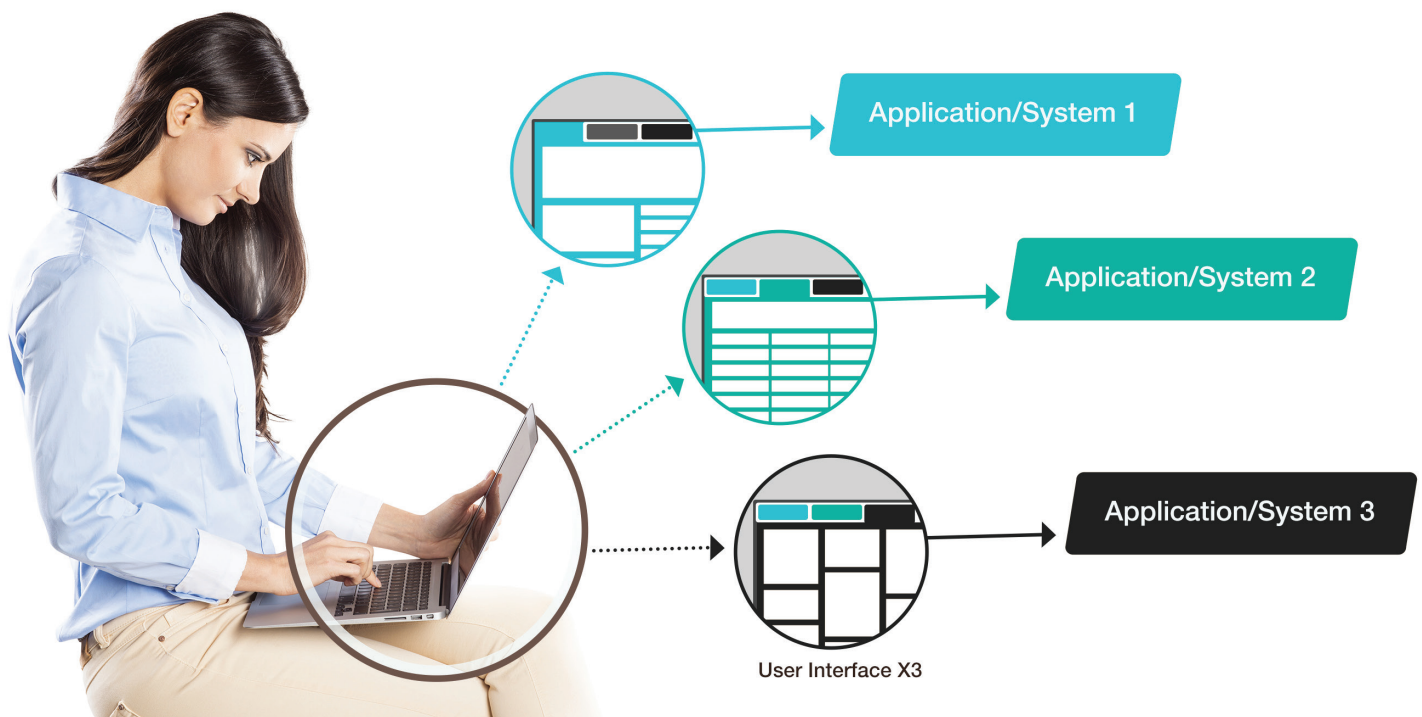 Application/System 1
Application/System 2
Application/System 3
User Interface X3